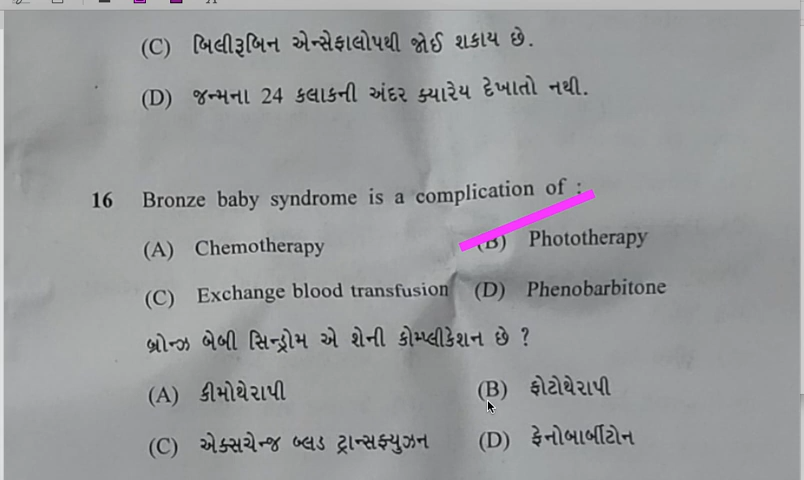 (C) બિલીરૂબિન એન્સેફાલોપથી જોઈ શકાય છે.
(D) જન્મના 24 કલાકની અંદર ક્યારેય દેખાતો નથી.
16 Bronze baby syndrome is a complication of :
(A) Chemotherapy (B) Phototherapy
(C) Exchange blood transfusion (D) Phenobarbitone
બ્રોન્ઝ બેબી સિન્ડ્રોમ એ શેની કોમ્પ્લીકેશન છે ?
(A) કીમોથેરાપી (B) ફોટોથેરાપી
(C) એક્સચેન્જ બ્લડ ટ્રાન્સફ્યુઝન (D) ફેનોબાર્બીટોન